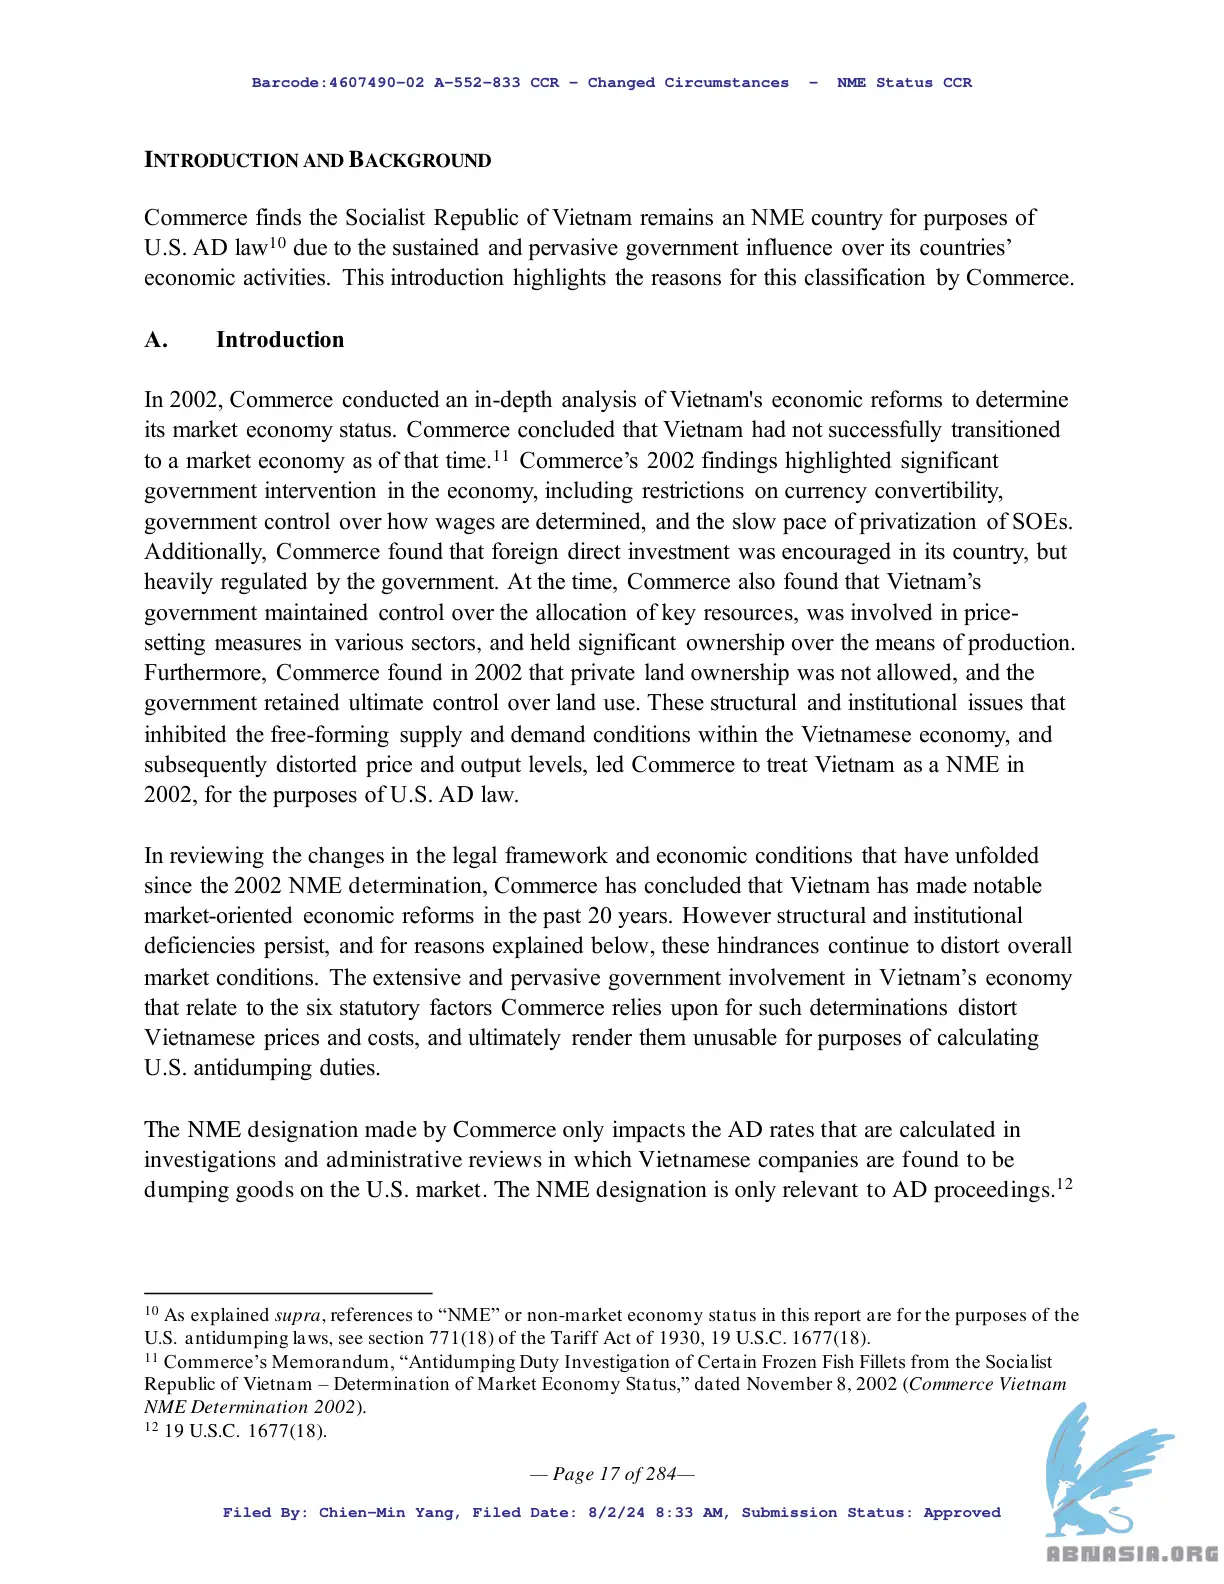 Barcode:4607490-02 A-552-833 CCR - Changed Circumstances - NME Status CCR
INTRODUCTION AND BACKGROUND
Commerce finds the Socialist Republic of Vietnam remains an NME country for purposes of
U.S. AD law10 due to the sustained and pervasive government influence over its countries’
economic activities. This introduction highlights the reasons for this classification by Commerce.
A. Introduction
In 2002, Commerce conducted an in-depth analysis of Vietnam's economic reforms to determine
its market economy status. Commerce concluded that Vietnam had not successfully transitioned
to a market economy as of that time.11 Commerce’s 2002 findings highlighted significant
government intervention in the economy, including restrictions on currency convertibility,
government control over how wages are determined, and the slow pace of privatization of SOEs.
Additionally, Commerce found that foreign direct investment was encouraged in its country, but
heavily regulated by the government. At the time, Commerce also found that Vietnam’s
government maintained control over the allocation of key resources, was involved in price-
setting measures in various sectors, and held significant ownership over the means of production.
Furthermore, Commerce found in 2002 that private land ownership was not allowed, and the
government retained ultimate control over land use. These structural and institutional issues that
inhibited the free-forming supply and demand conditions within the Vietnamese economy, and
subsequently distorted price and output levels, led Commerce to treat Vietnam as a NME in
2002, for the purposes of U.S. AD law.
In reviewing the changes in the legal framework and economic conditions that have unfolded
since the 2002 NME determination, Commerce has concluded that Vietnam has made notable
market-oriented economic reforms in the past 20 years. However structural and institutional
deficiencies persist, and for reasons explained below, these hindrances continue to distort overall
market conditions. The extensive and pervasive government involvement in Vietnam’s economy
that relate to the six statutory factors Commerce relies upon for such determinations distort
Vietnamese prices and costs, and ultimately render them unusable for purposes of calculating
U.S. antidumping duties.
The NME designation made by Commerce only impacts the AD rates that are calculated in
investigations and administrative reviews in which Vietnamese companies are found to be
dumping goods on the U.S. market. The NME designation is only relevant to AD proceedings.12
10 As explained supra, references to “NME” or non-market economy status in this report are for the purposes of the
U.S. antidumping laws, see section 771(18) of the Tariff Act of 1930, 19 U.S.C. 1677(18).
11 Commerce’s Memorandum, “Antidumping Duty Investigation of Certain Frozen Fish Fillets from the Socialist
Republic of Vietnam – Determination of Market Economy Status,” dated November 8, 2002 (Commerce Vietnam
NME Determination 2002).
12 19 U.S.C. 1677(18).
— Page 17 of 284—
Filed By: Chien-Min Yang, Filed Date: 8/2/24 8:33 AM, Submission Status: Approved
ABNASIA.ORG